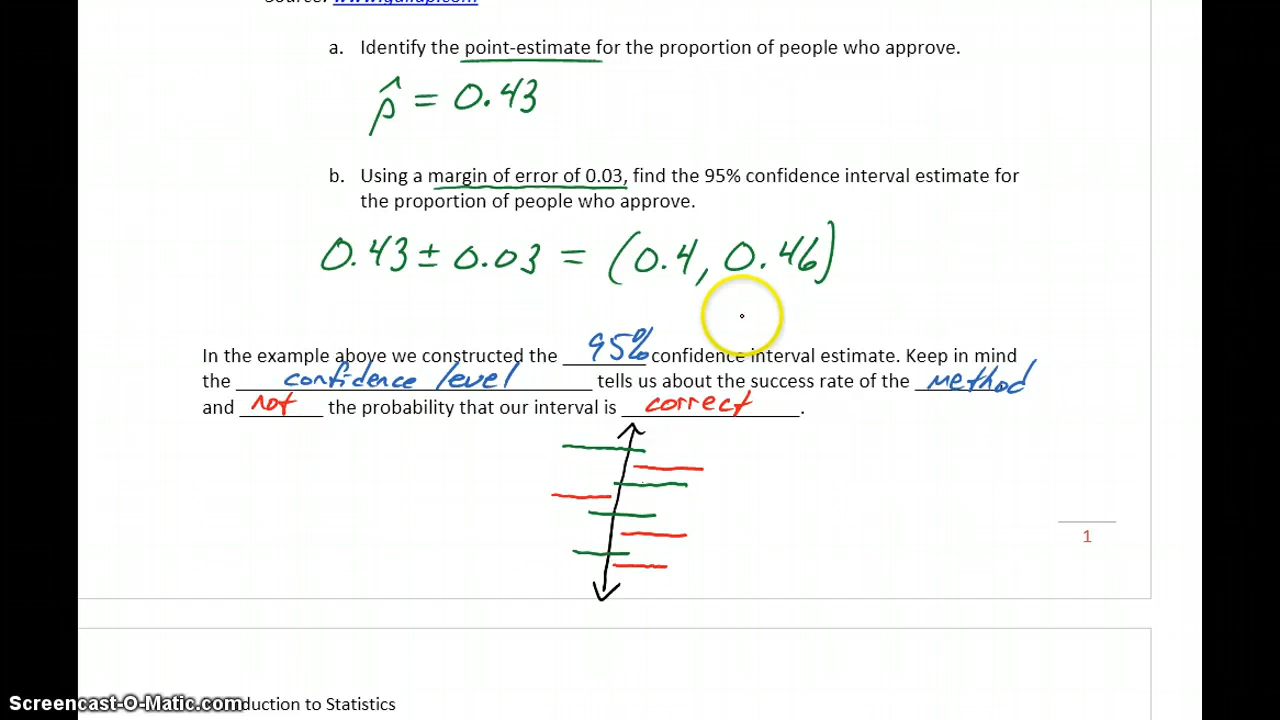 Source: www.gallup.com
a. Identify the point-estimate for the proportion of people who approve.
p̂ = 0.43
b. Using a margin of error of 0.03, find the 95% confidence interval estimate for
the proportion of people who approve.
0.43 ± 0.03 = (0.4, 0.46)
In the example above we constructed the 95% confidence interval estimate. Keep in mind
the confidence level tells us about the success rate of the method
and not the probability that our interval is correct.
1
Screencast-O-Matic.com duction to Statistics